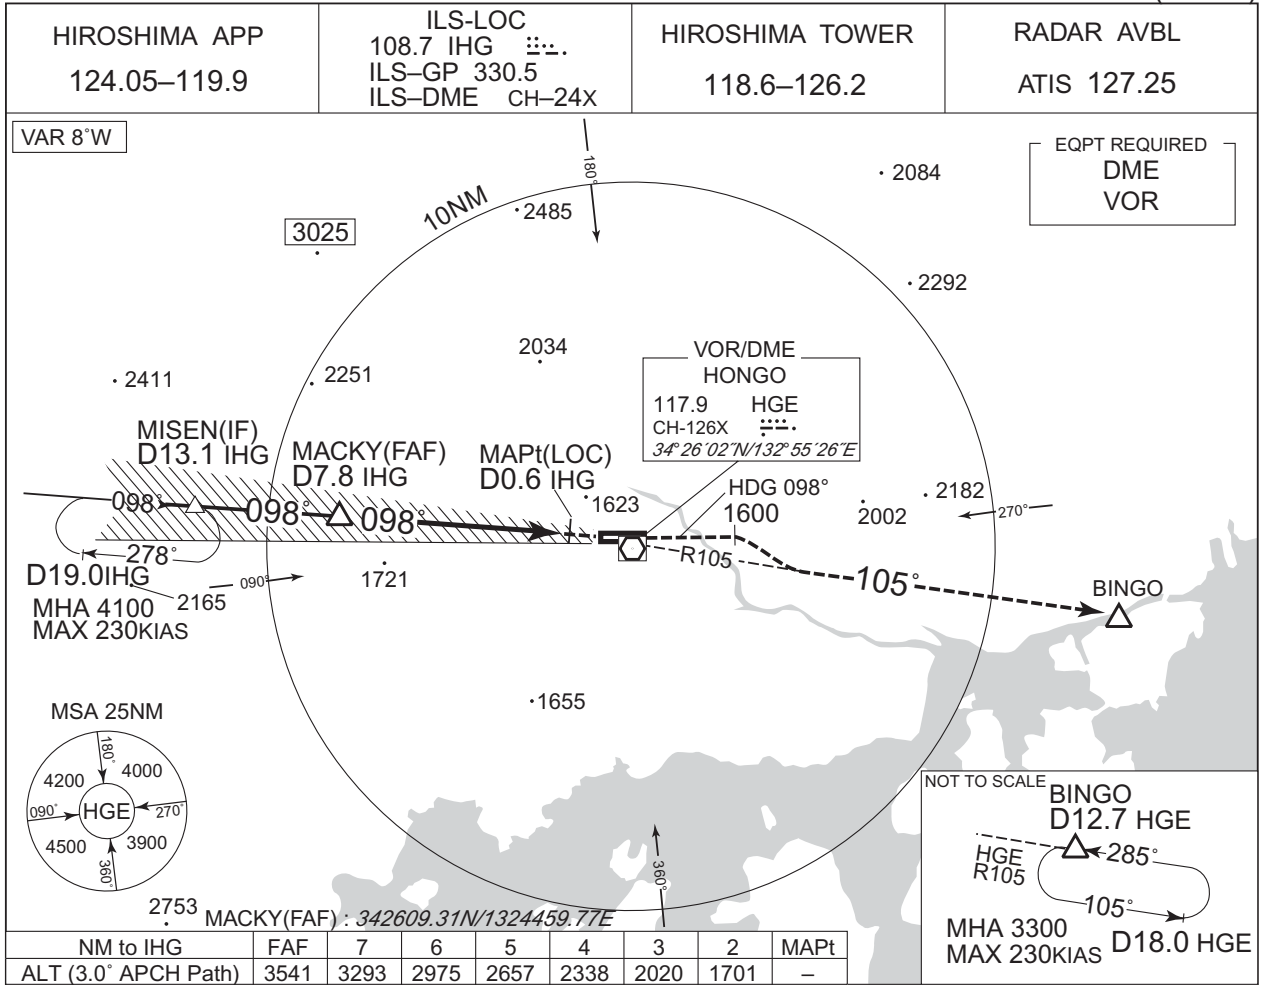 HIROSHIMA APP
124.05–119.9
ILS-LOC
108.7 IHG
ILS–GP 330.5
ILS–DME CH–24X
HIROSHIMA TOWER
118.6–126.2
RADAR AVBL
ATIS 127.25
VAR 8°W
EQPT REQUIRED
DME
VOR
180°
2084
10NM
2485
3025
2292
2034
2411
2251
VOR/DME
HONGO
117.9 HGE
CH-126X
34°26´02˝N/132°55´26˝E
MISEN(IF)
D13.1 IHG
MACKY(FAF)
D7.8 IHG
MAPt(LOC)
D0.6 IHG
1623
HDG 098°
1600
2182
2002
270°
098°
098°
098°
278°
D19.0IHG
MHA 4100
MAX 230KIAS
2165
090°
1721
R105
105°
BINGO
1655
MSA 25NM
180°
4200
4000
090°
HGE
270°
4500
3900
360°
360°
NOT TO SCALE
BINGO
D12.7 HGE
HGE
R105
285°
105°
MHA 3300
MAX 230KIAS
D18.0 HGE
2753
MACKY(FAF) : 342609.31N/1324459.77E
NM to IHG FAF 7 6 5 4 3 2 MAPt
ALT (3.0° APCH Path) 3541 3293 2975 2657 2338 2020 1701 –